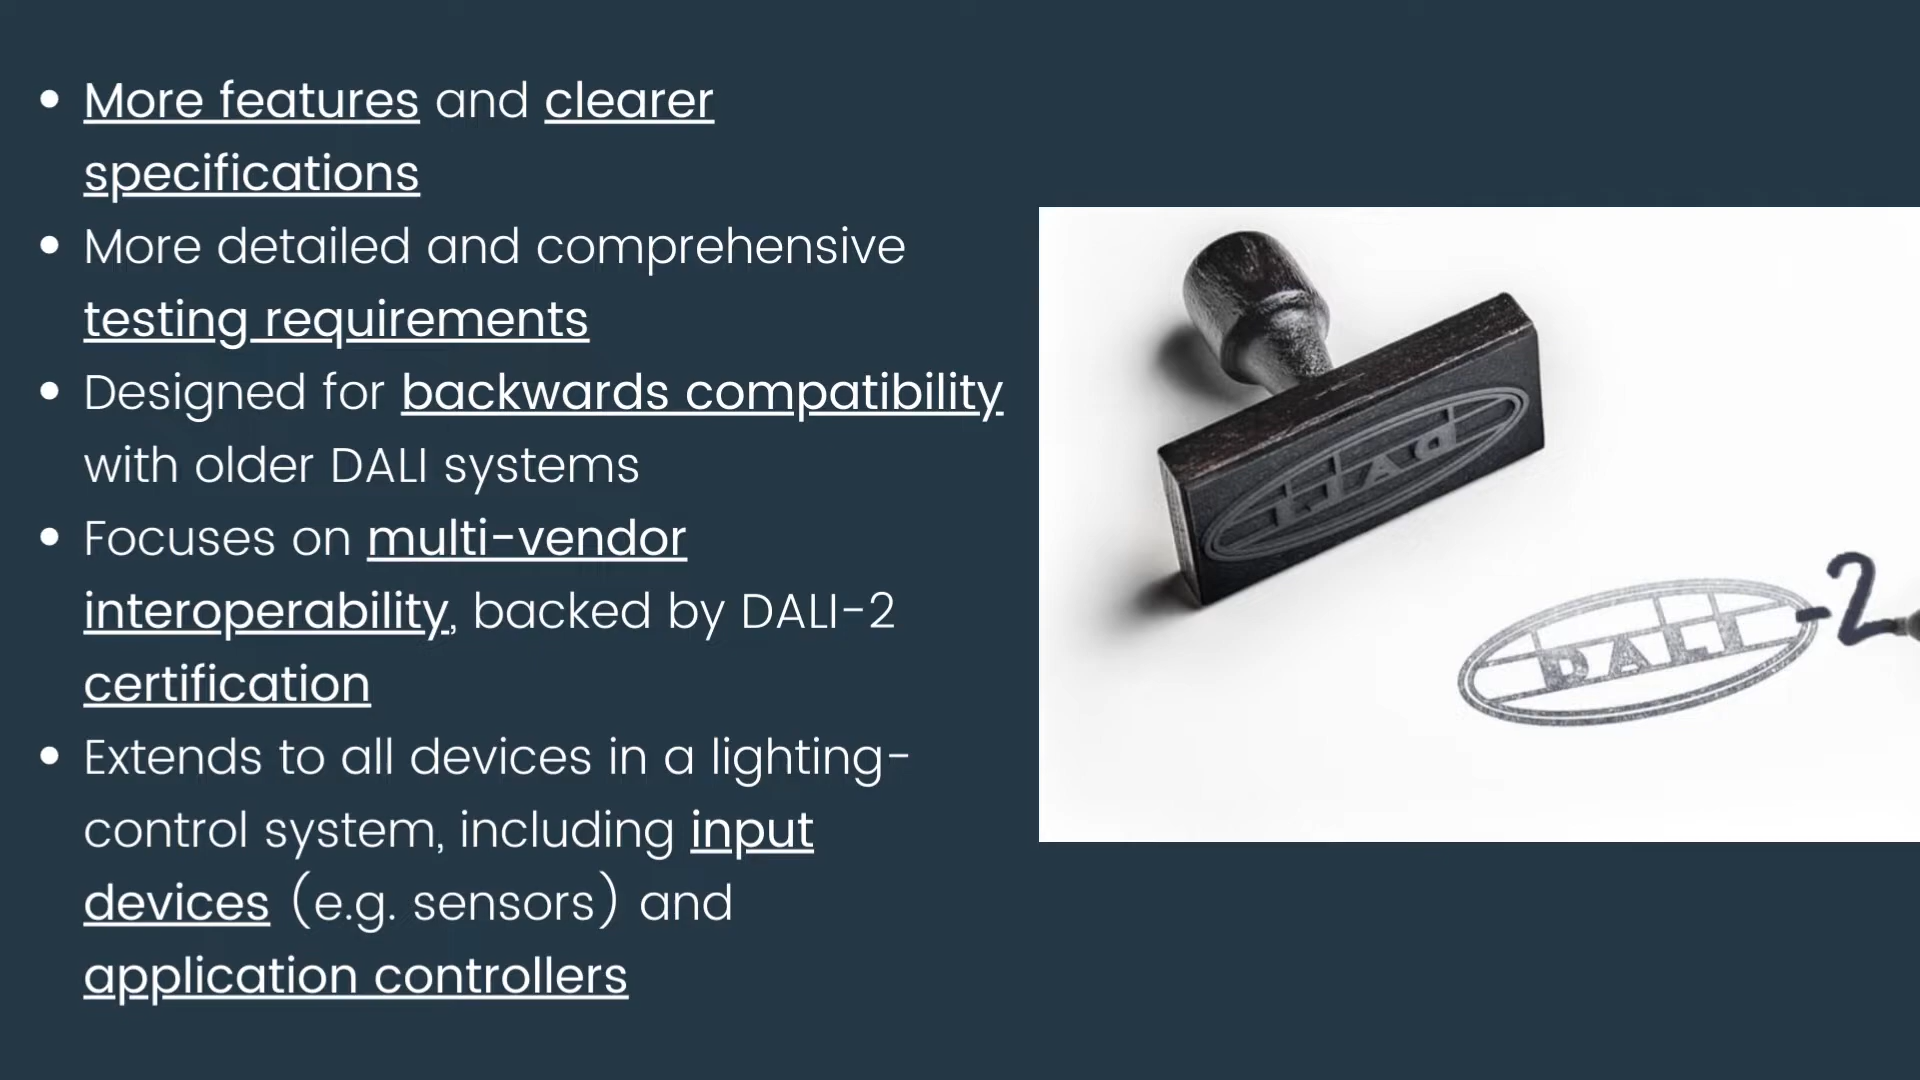 • More features and clearer
specifications
• More detailed and comprehensive
testing requirements
• Designed for backwards compatibility
with older DALI systems
• Focuses on multi-vendor
interoperability, backed by DALI-2
certification
• Extends to all devices in a lighting-
control system, including input
devices (e.g. sensors) and
application controllers
DALI
DALI-2